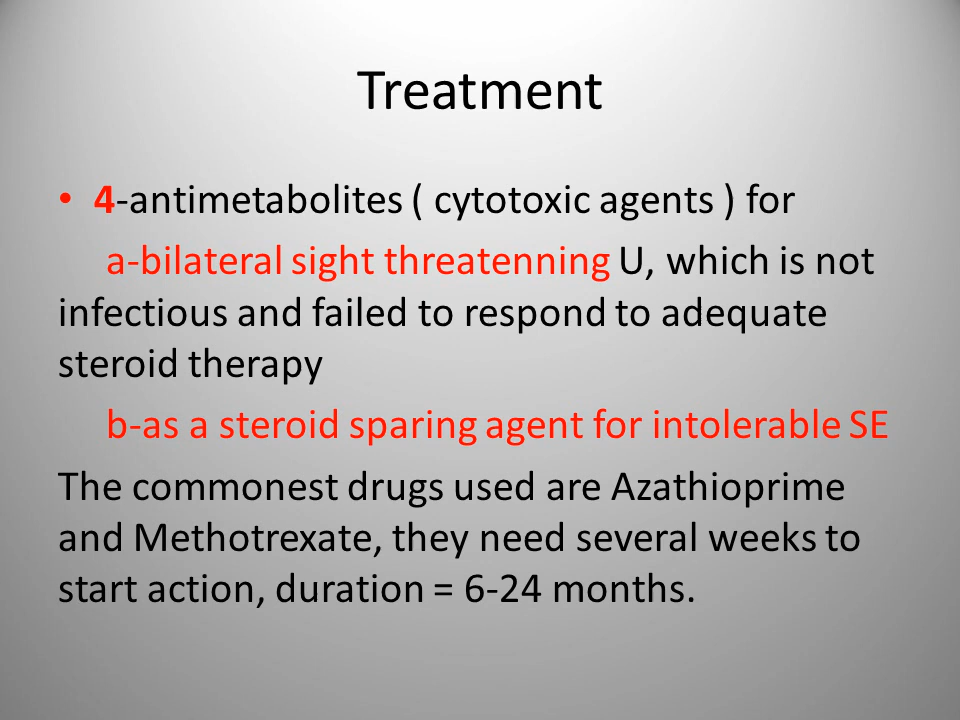 Treatment
• 4-antimetabolites ( cytotoxic agents ) for
a-bilateral sight threatenning U, which is not
infectious and failed to respond to adequate
steroid therapy
b-as a steroid sparing agent for intolerable SE
The commonest drugs used are Azathioprime
and Methotrexate, they need several weeks to
start action, duration = 6-24 months.